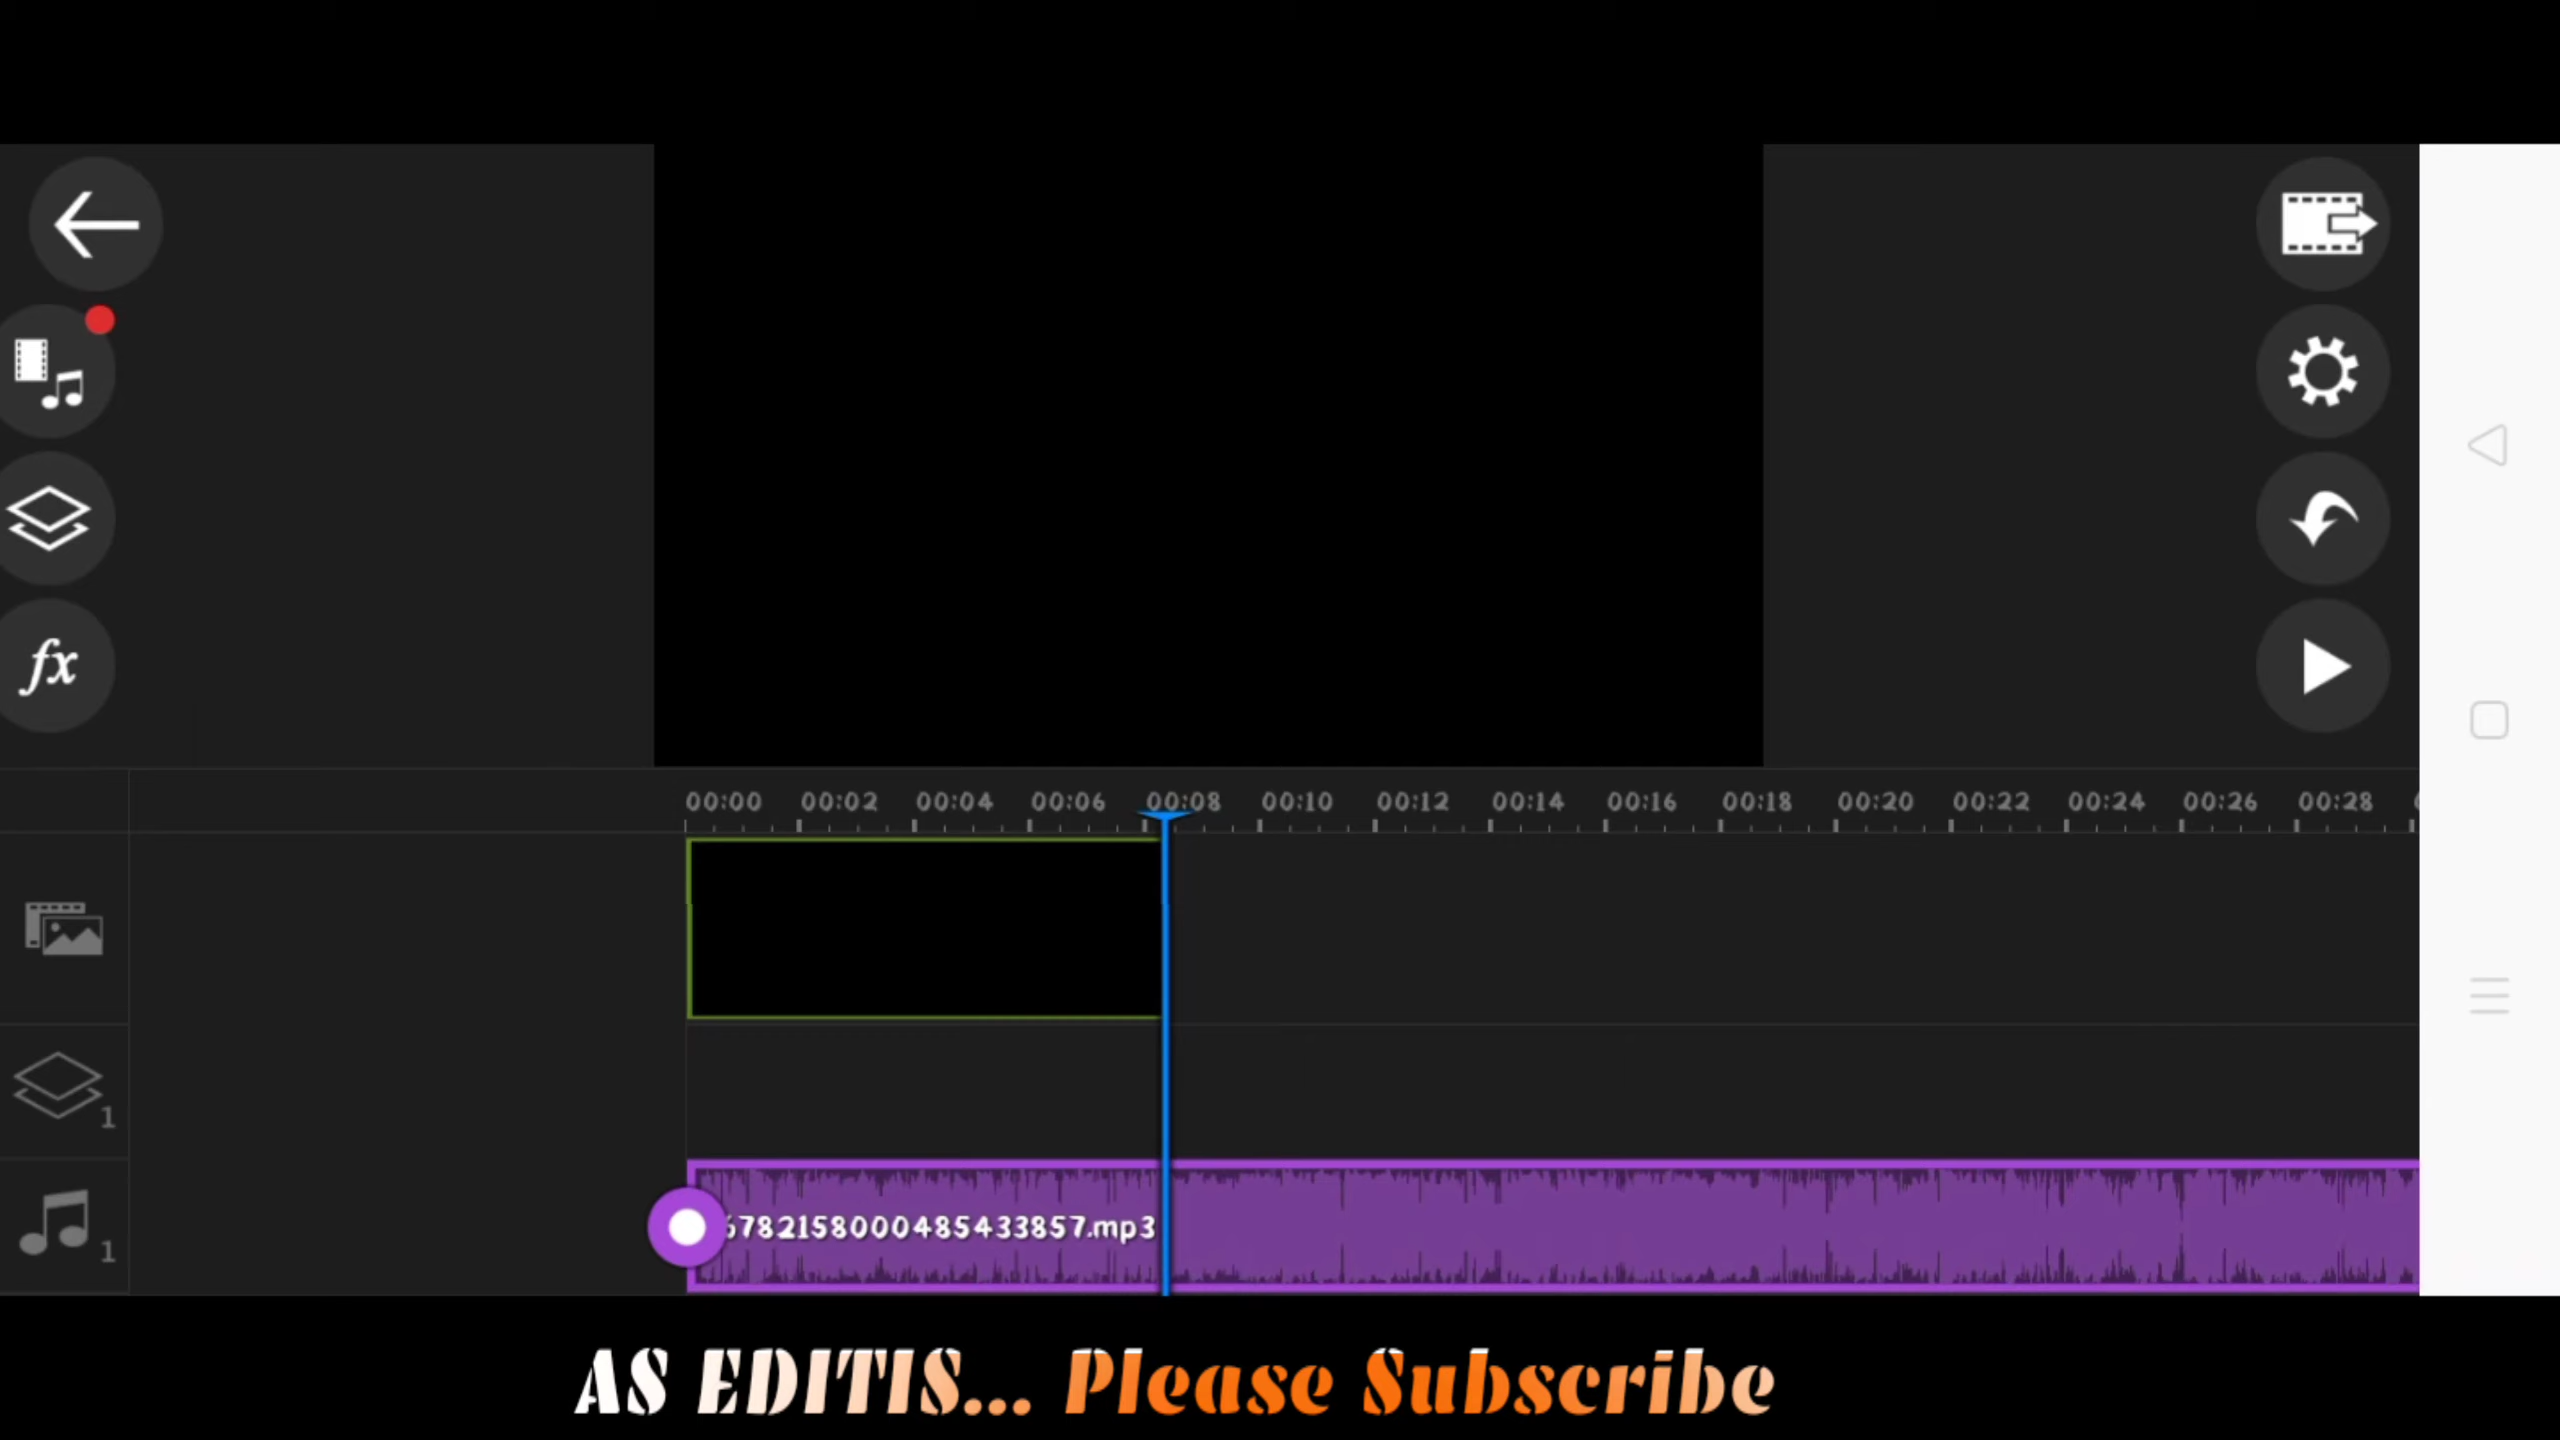 fx
00:00 00:02 00:04 00:06 00:08 00:10 00:12 00:14 00:16 00:18 00:20 00:22 00:24 00:26 00:28
1
6782158000485433857.mp3
1
AS EDITIS... Please Subscribe